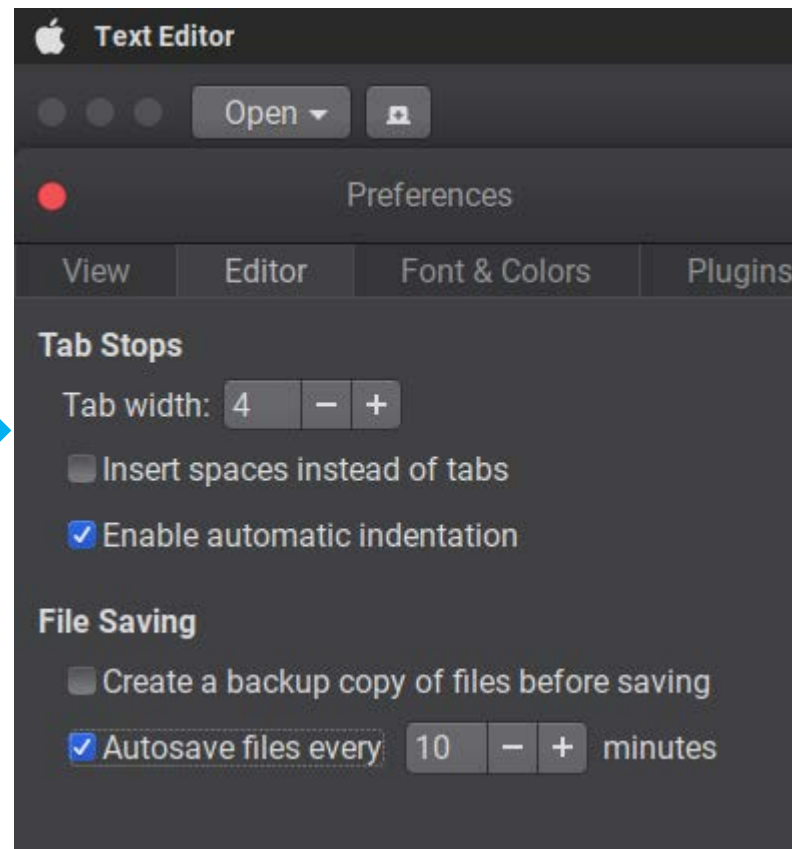 Text Editor
Open
Preferences
View Editor Font & Colors Plugins
Tab Stops
Tab width: 4 − +
Insert spaces instead of tabs
Enable automatic indentation
File Saving
Create a backup copy of files before saving
Autosave files every 10 − + minutes